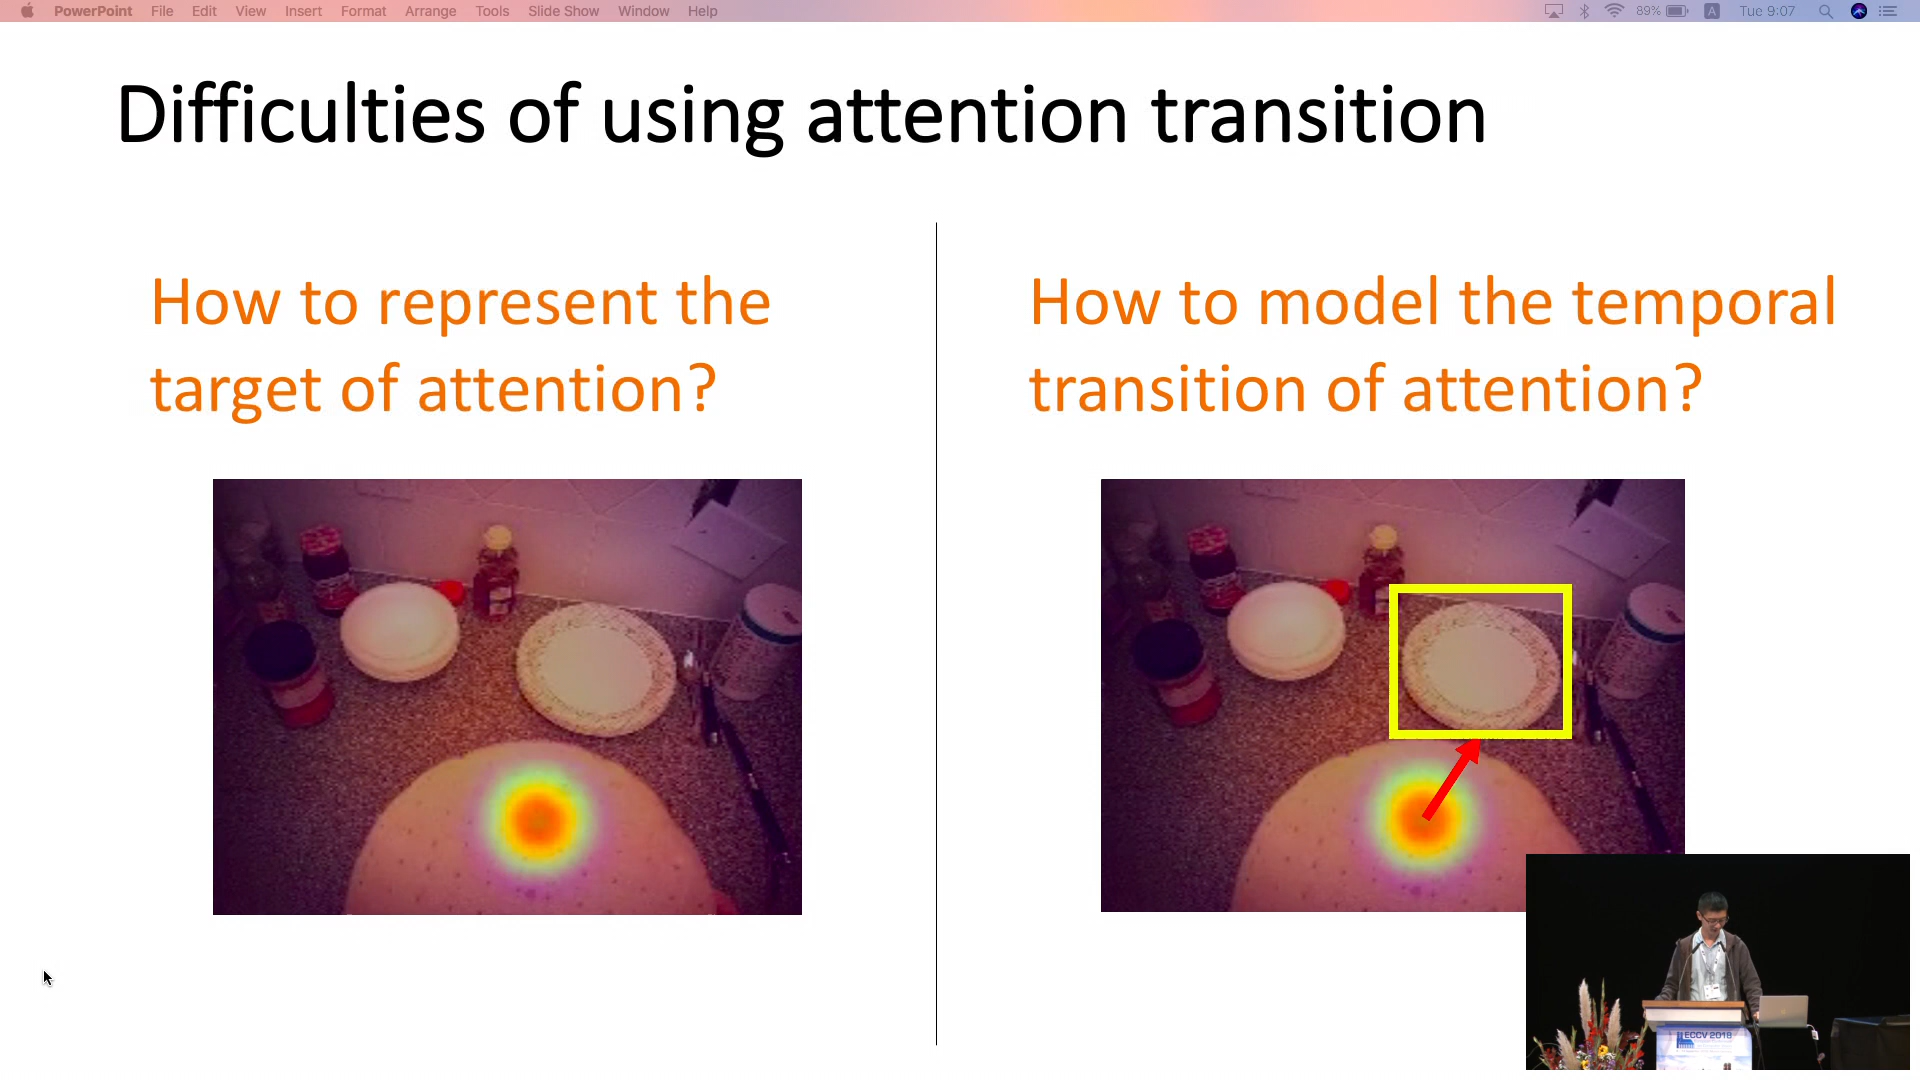 PowerPoint File Edit View Insert Format Arrange Tools Slide Show Window Help 89% A Tue 9:07
Difficulties of using attention transition
How to represent the
target of attention?
How to model the temporal
transition of attention?
ECCV 2018